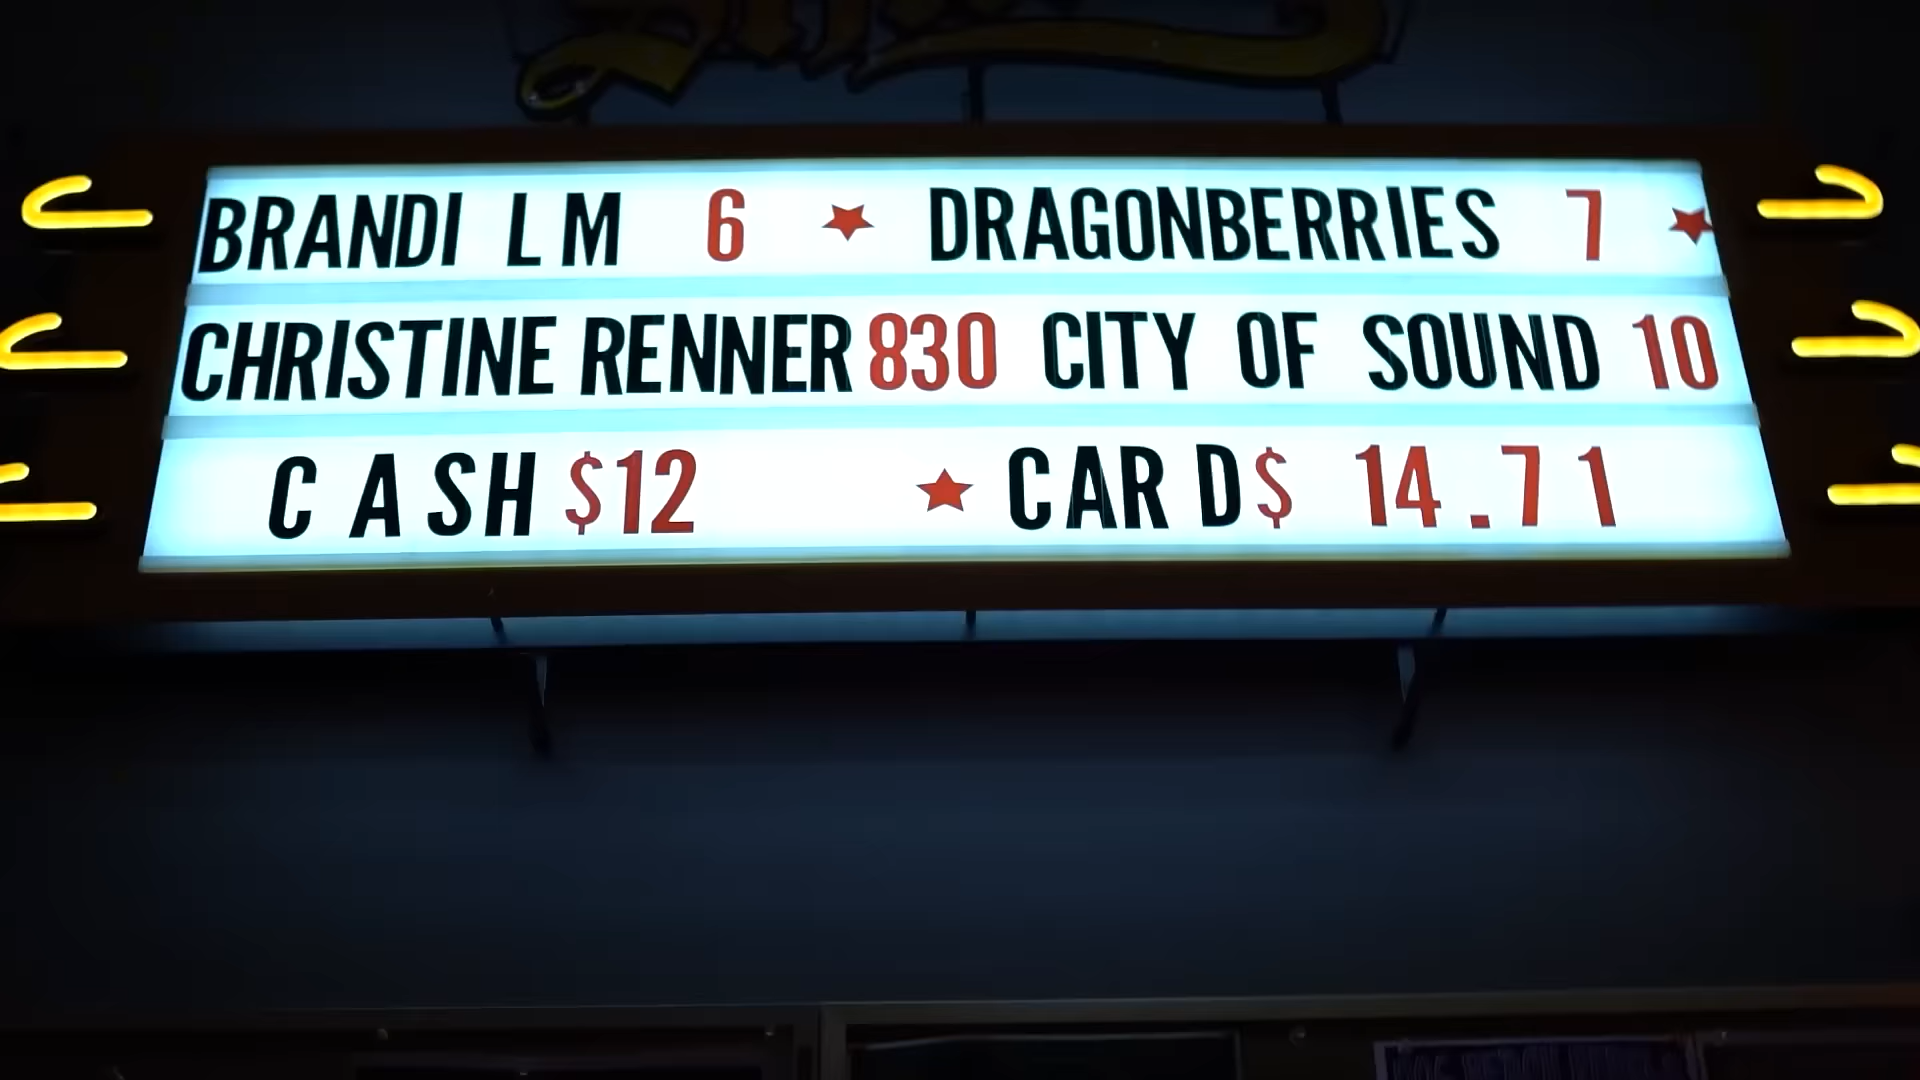 BRANDI LM 6 ★ DRAGONBERRIES 7 ★
CHRISTINE RENNER 830 CITY OF SOUND 10
CASH $12 ★ CARD $ 14.71